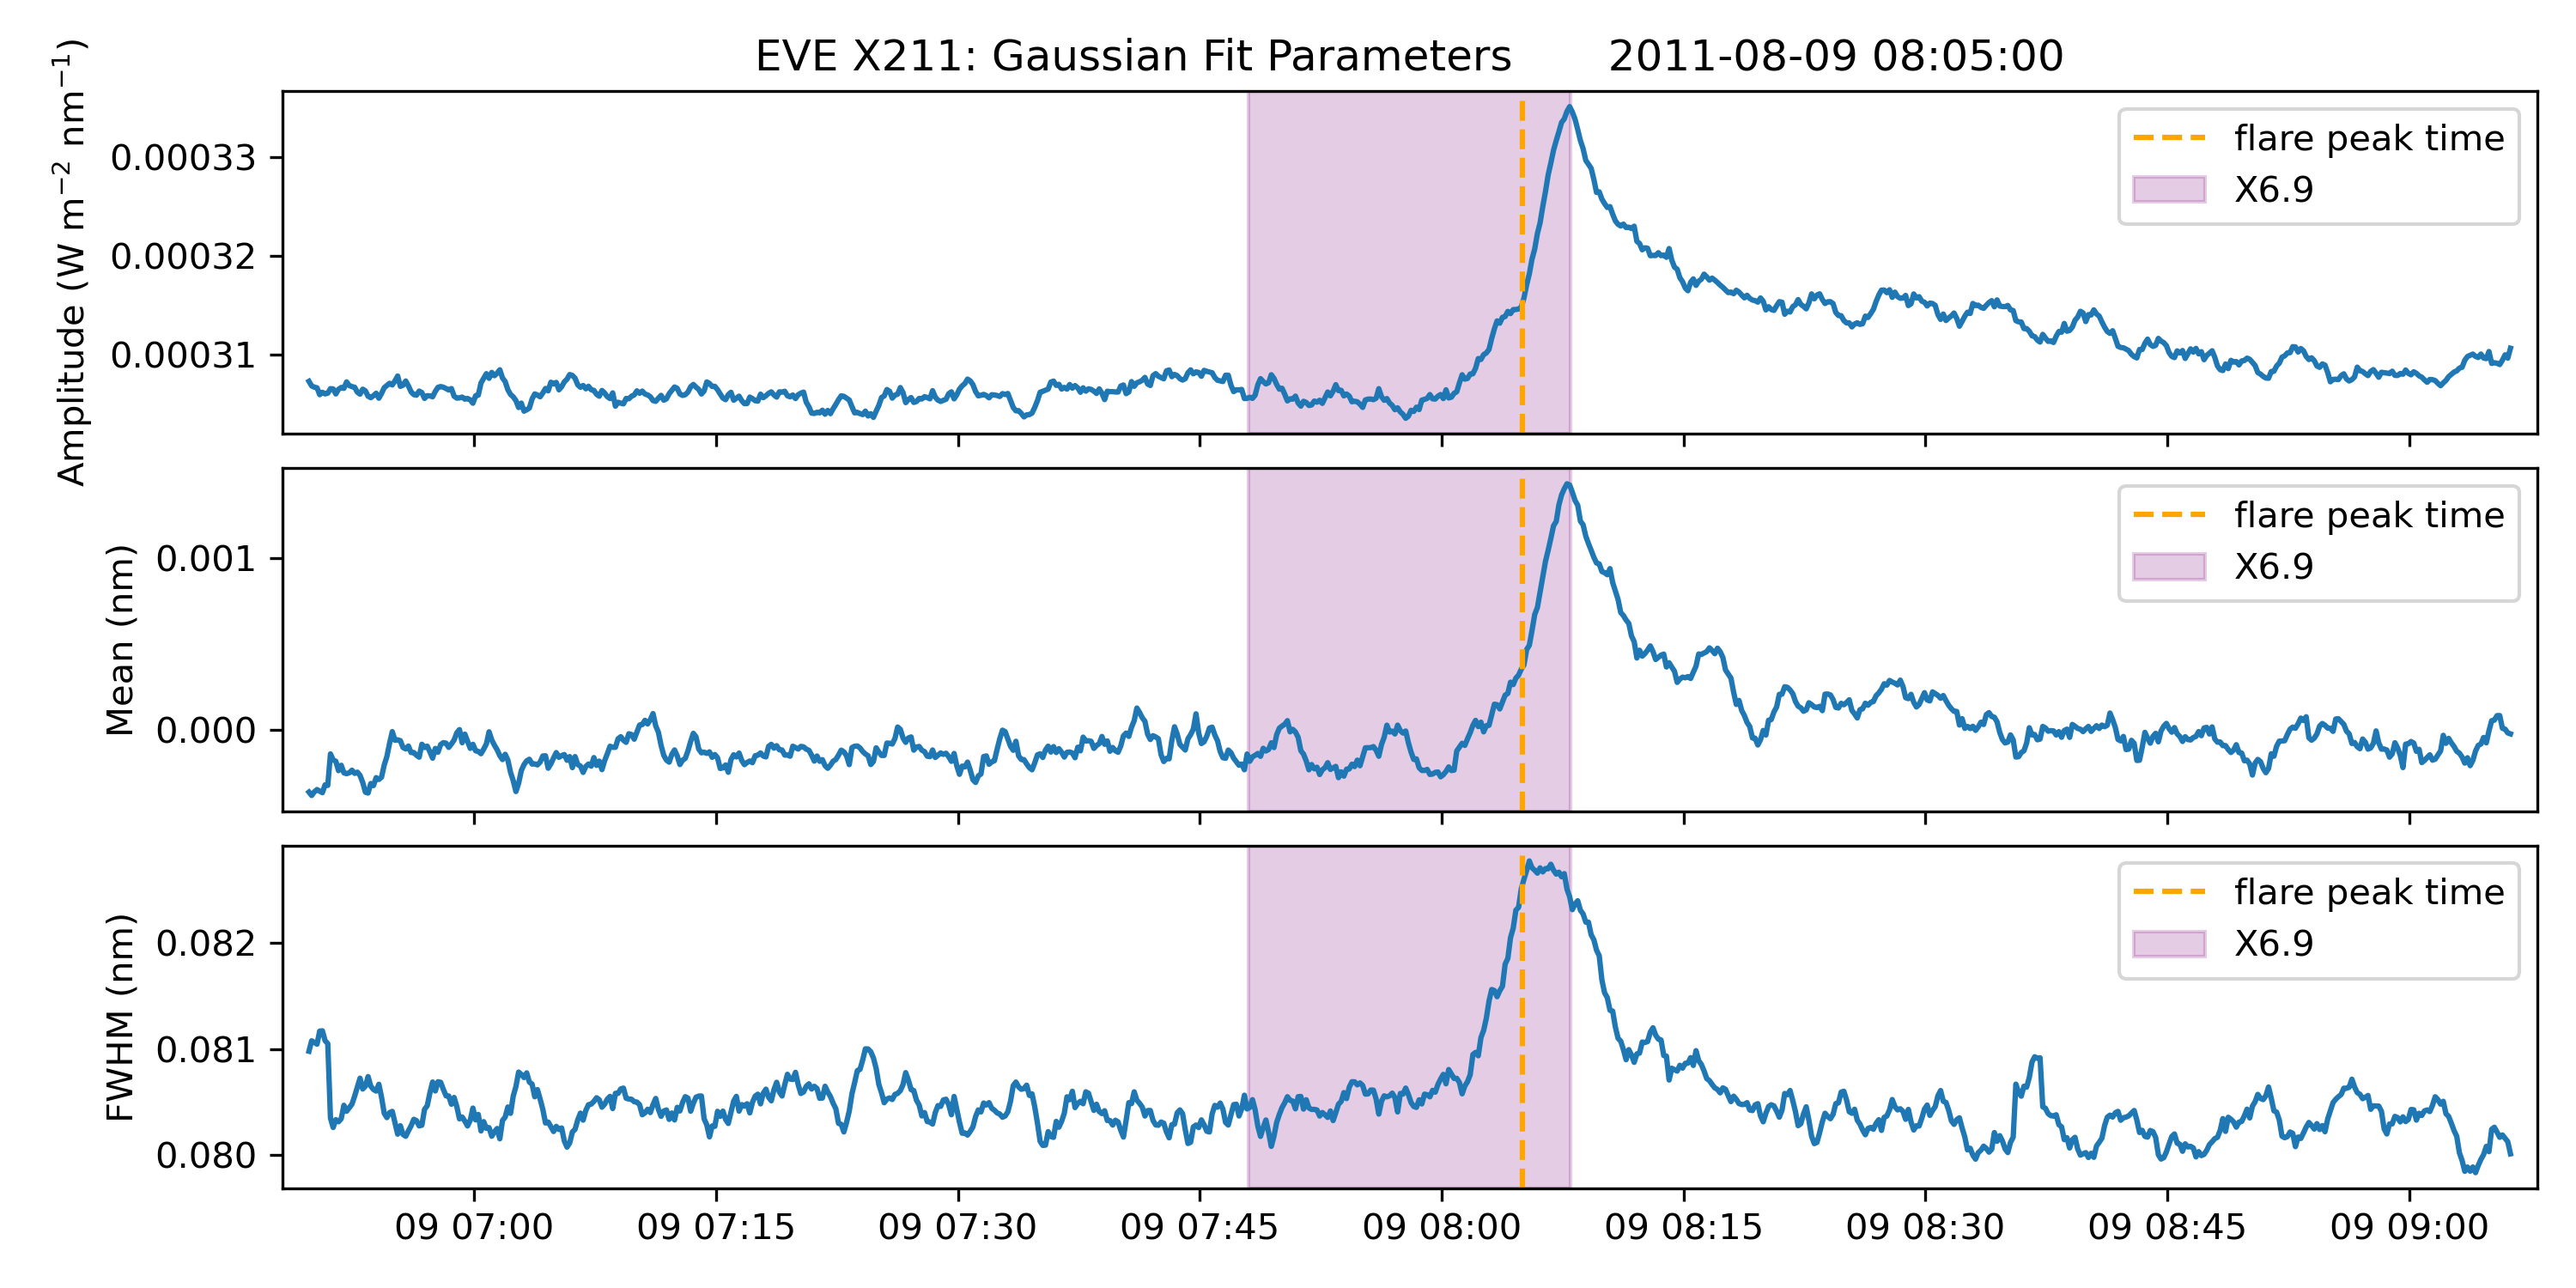 EVE X211: Gaussian Fit Parameters 2011-08-09 08:05:00
Amplitude (W m⁻² nm⁻¹)
0.00033
0.00032
0.00031
flare peak time
X6.9
Mean (nm)
0.001
0.000
flare peak time
X6.9
FWHM (nm)
0.082
0.081
0.080
flare peak time
X6.9
09 07:00 09 07:15 09 07:30 09 07:45 09 08:00 09 08:15 09 08:30 09 08:45 09 09:00